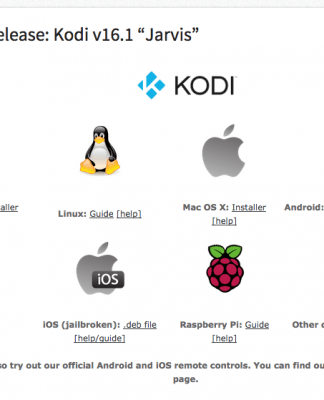 elease: Kodi v16.1 “Jarvis”
KODI
aller
Linux: Guide [help]
Mac OS X: Installer
[help]
Android:
iOS
iOS (jailbroken): .deb file
[help/guide]
Raspberry Pi: Guide
[help]
Other
so try out our official Android and iOS remote controls. You can find ou
page.